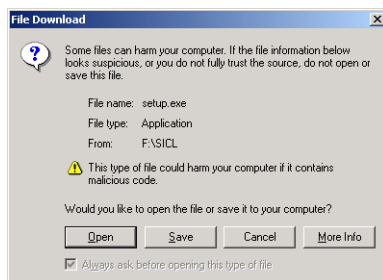 File Download
Some files can harm your computer. If the file information below
looks suspicious, or you do not fully trust the source, do not open or
save this file.
File name: setup.exe
File type: Application
From: F:\SICL
This type of file could harm your computer if it contains
malicious code.
Would you like to open the file or save it to your computer?
Open Save Cancel More Info
Always ask before opening this type of file